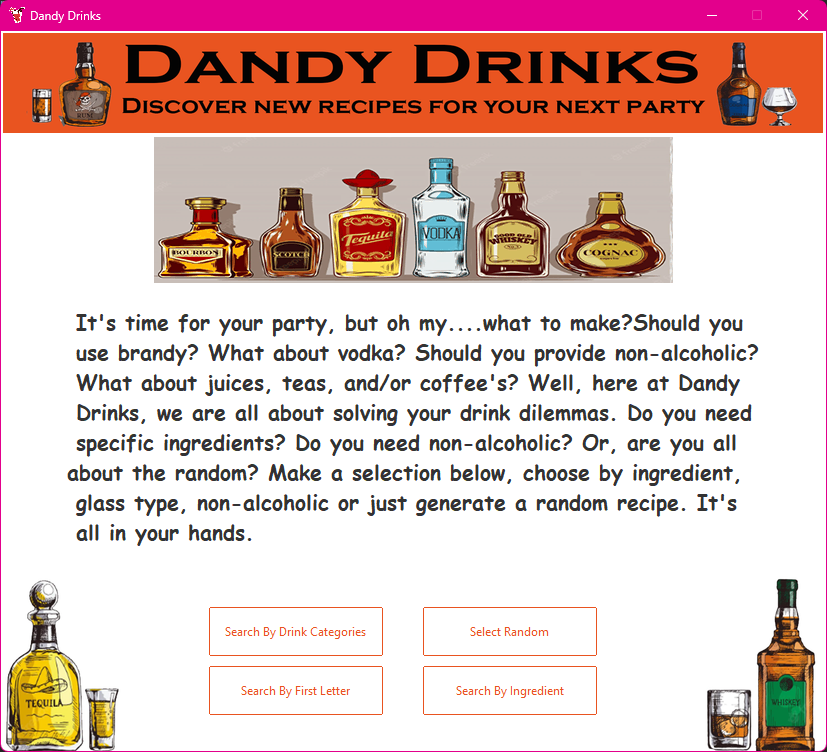 Dandy Drinks
DANDY DRINKS
DISCOVER NEW RECIPES FOR YOUR NEXT PARTY
RUM
BOURBON
SCOTCH
Tequila
VODKA
GOOD OLD
WHISKEY
COGNAC
It's time for your party, but oh my....what to make?Should you
use brandy? What about vodka? Should you provide non-alcoholic?
What about juices, teas, and/or coffee's? Well, here at Dandy
Drinks, we are all about solving your drink dilemmas. Do you need
specific ingredients? Do you need non-alcoholic? Or, are you all
about the random? Make a selection below, choose by ingredient,
glass type, non-alcoholic or just generate a random recipe. It's
all in your hands.
Search By Drink Categories
Select Random
Search By First Letter
Search By Ingredient
TEQUILA
WHISKEY